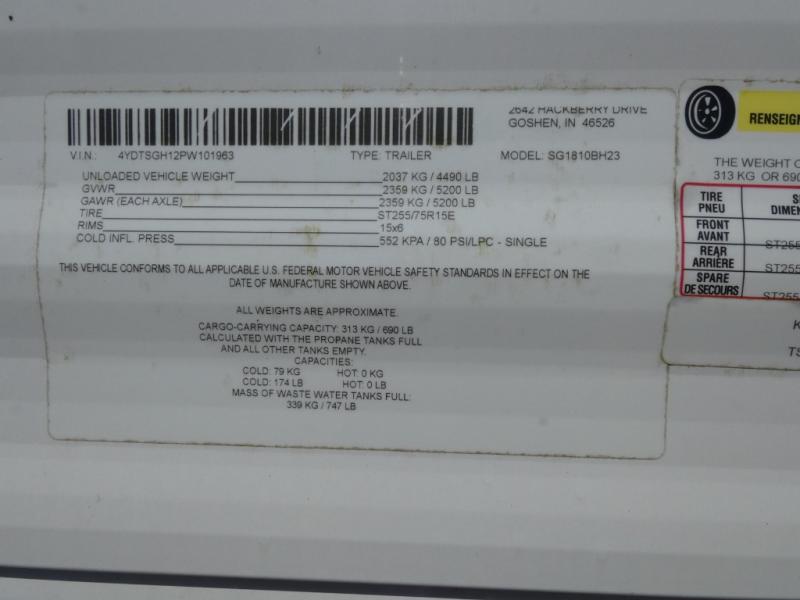 2642 HACKBERRY DRIVE
GOSHEN, IN 46526
V.I.N.: 4YDTSGH12PW101963 TYPE: TRAILER MODEL: SG1810BH23
UNLOADED VEHICLE WEIGHT 2037 KG / 4490 LB
GVWR 2359 KG / 5200 LB
GAWR (EACH AXLE) 2359 KG / 5200 LB
TIRE ST255/75R15E
RIMS 15x6
COLD INFL. PRESS 552 KPA / 80 PSI/LPC - SINGLE
THIS VEHICLE CONFORMS TO ALL APPLICABLE U.S. FEDERAL MOTOR VEHICLE SAFETY STANDARDS IN EFFECT ON THE
DATE OF MANUFACTURE SHOWN ABOVE.
ALL WEIGHTS ARE APPROXIMATE.
CARGO-CARRYING CAPACITY: 313 KG / 690 LB
CALCULATED WITH THE PROPANE TANKS FULL
AND ALL OTHER TANKS EMPTY.
CAPACITIES:
COLD: 79 KG HOT: 0 KG
COLD: 174 LB HOT: 0 LB
MASS OF WASTE WATER TANKS FULL:
339 KG / 747 LB
RENSEIGN
THE WEIGHT O
313 KG OR 690
TIRE
PNEU
DIMEN
FRONT
AVANT
ST255
REAR
ARRIÈRE
ST255
SPARE
DE SECOURS
ST255
K
TS